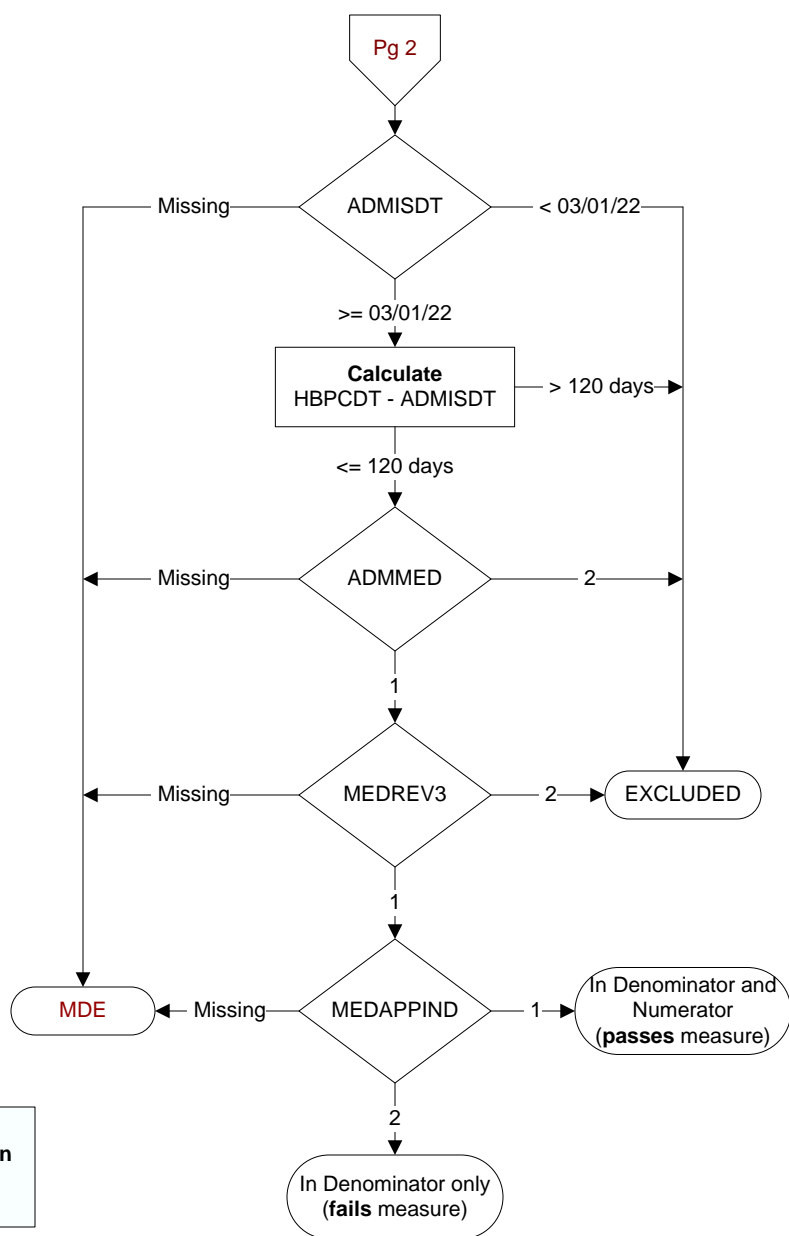 Pg 2
Missing
ADMISDT
< 03/01/22
>= 03/01/22
Calculate
HBPCDT - ADMISDT
> 120 days
<= 120 days
Missing
ADMMED
2
1
Missing
MEDREV3
2
EXCLUDED
1
MDE
Missing
MEDAPPIND
1
In Denominator and
Numerator
(passes measure)
2
In Denominator only
(fails measure)